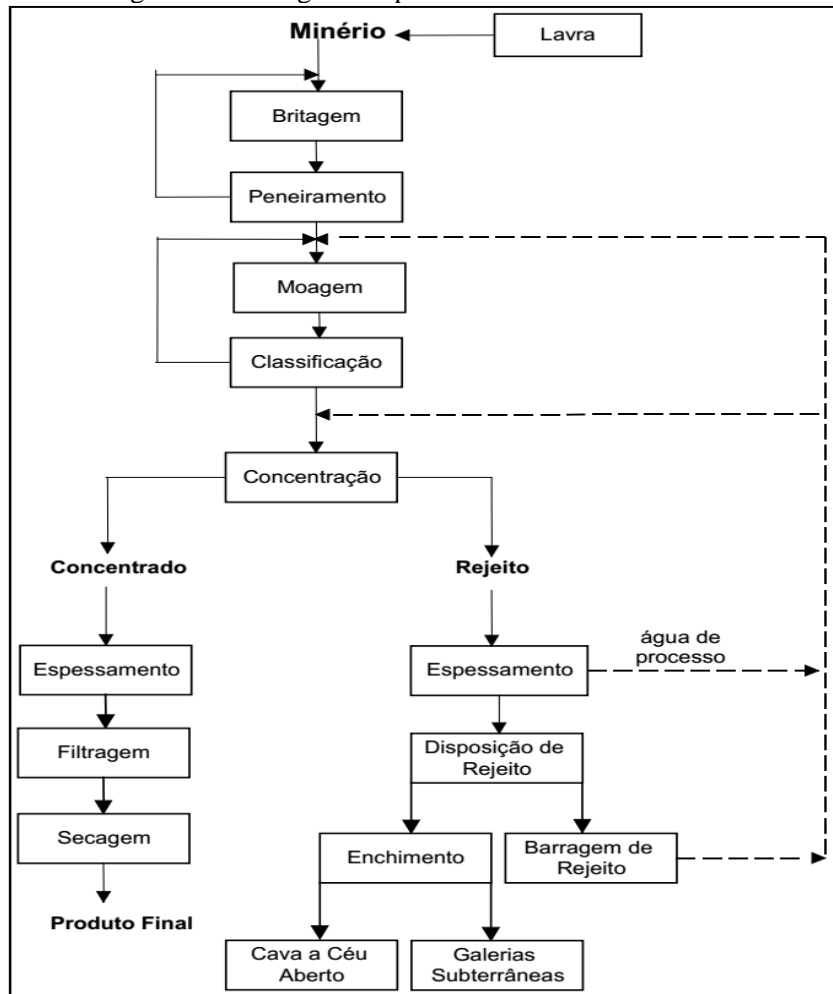 Minério
Lavra
Britagem
Peneiramento
Moagem
Classificação
Concentração
Concentrado
Rejeito
Espessamento
Espessamento
água de
processo
Filtragem
Disposição de
Rejeito
Secagem
Enchimento
Barragem de
Rejeito
Produto Final
Cava a Céu
Aberto
Galerias
Subterrâneas